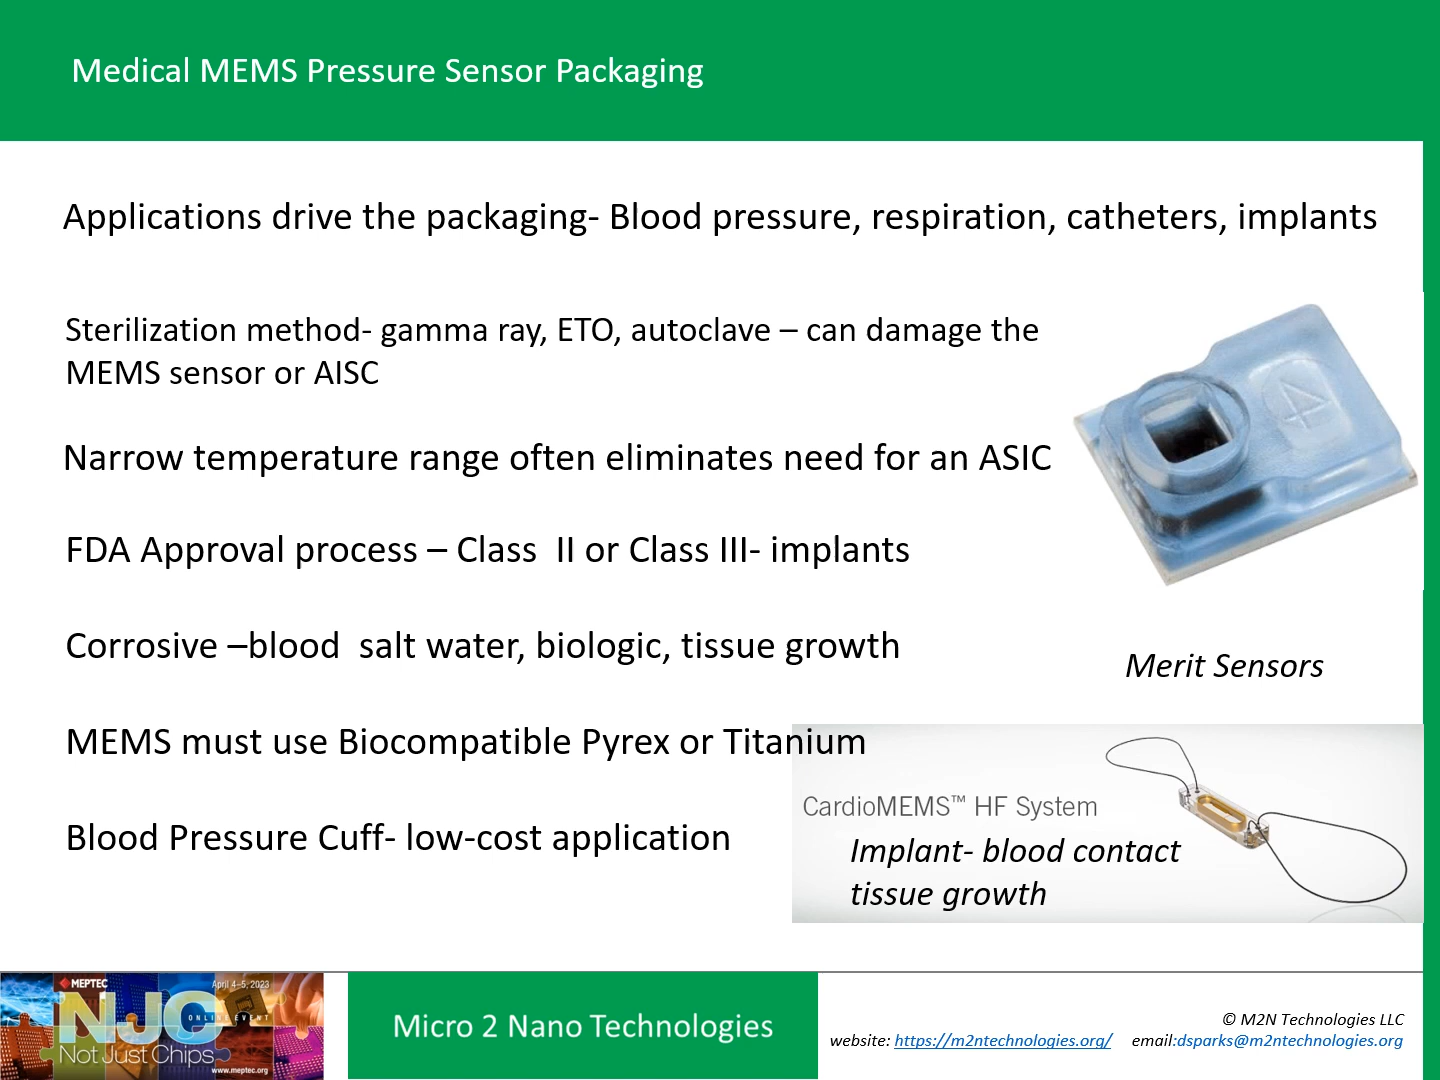 Medical MEMS Pressure Sensor Packaging
Applications drive the packaging- Blood pressure, respiration, catheters, implants
Sterilization method- gamma ray, ETO, autoclave – can damage the
MEMS sensor or AISC
Narrow temperature range often eliminates need for an ASIC
FDA Approval process – Class  II or Class III- implants
Corrosive –blood  salt water, biologic, tissue growth
4
Merit Sensors
MEMS must use Biocompatible Pyrex or Titanium
CardioMEMS™ HF System
Blood Pressure Cuff- low-cost application
Implant- blood contact
tissue growth
MEPTEC
April 4–5, 2023
NJC
ONLINE EVENT
Not Just Chips
www.meptec.org
Micro 2 Nano Technologies
© M2N Technologies LLC
website: https://m2ntechnologies.org/ email:dsparks@m2ntechnologies.org